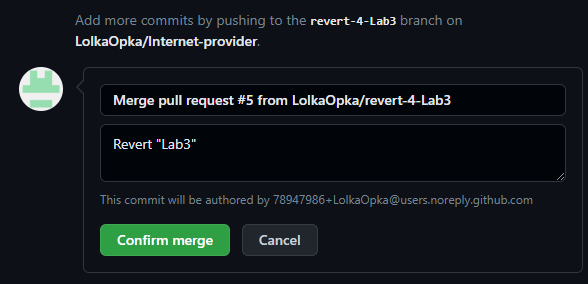 Add more commits by pushing to the revert-4-Lab3 branch on
LolkaOpka/Internet-provider.
Merge pull request #5 from LolkaOpka/revert-4-Lab3
Revert "Lab3"
This commit will be authored by 78947986+LolkaOpka@users.noreply.github.com
Confirm merge
Cancel